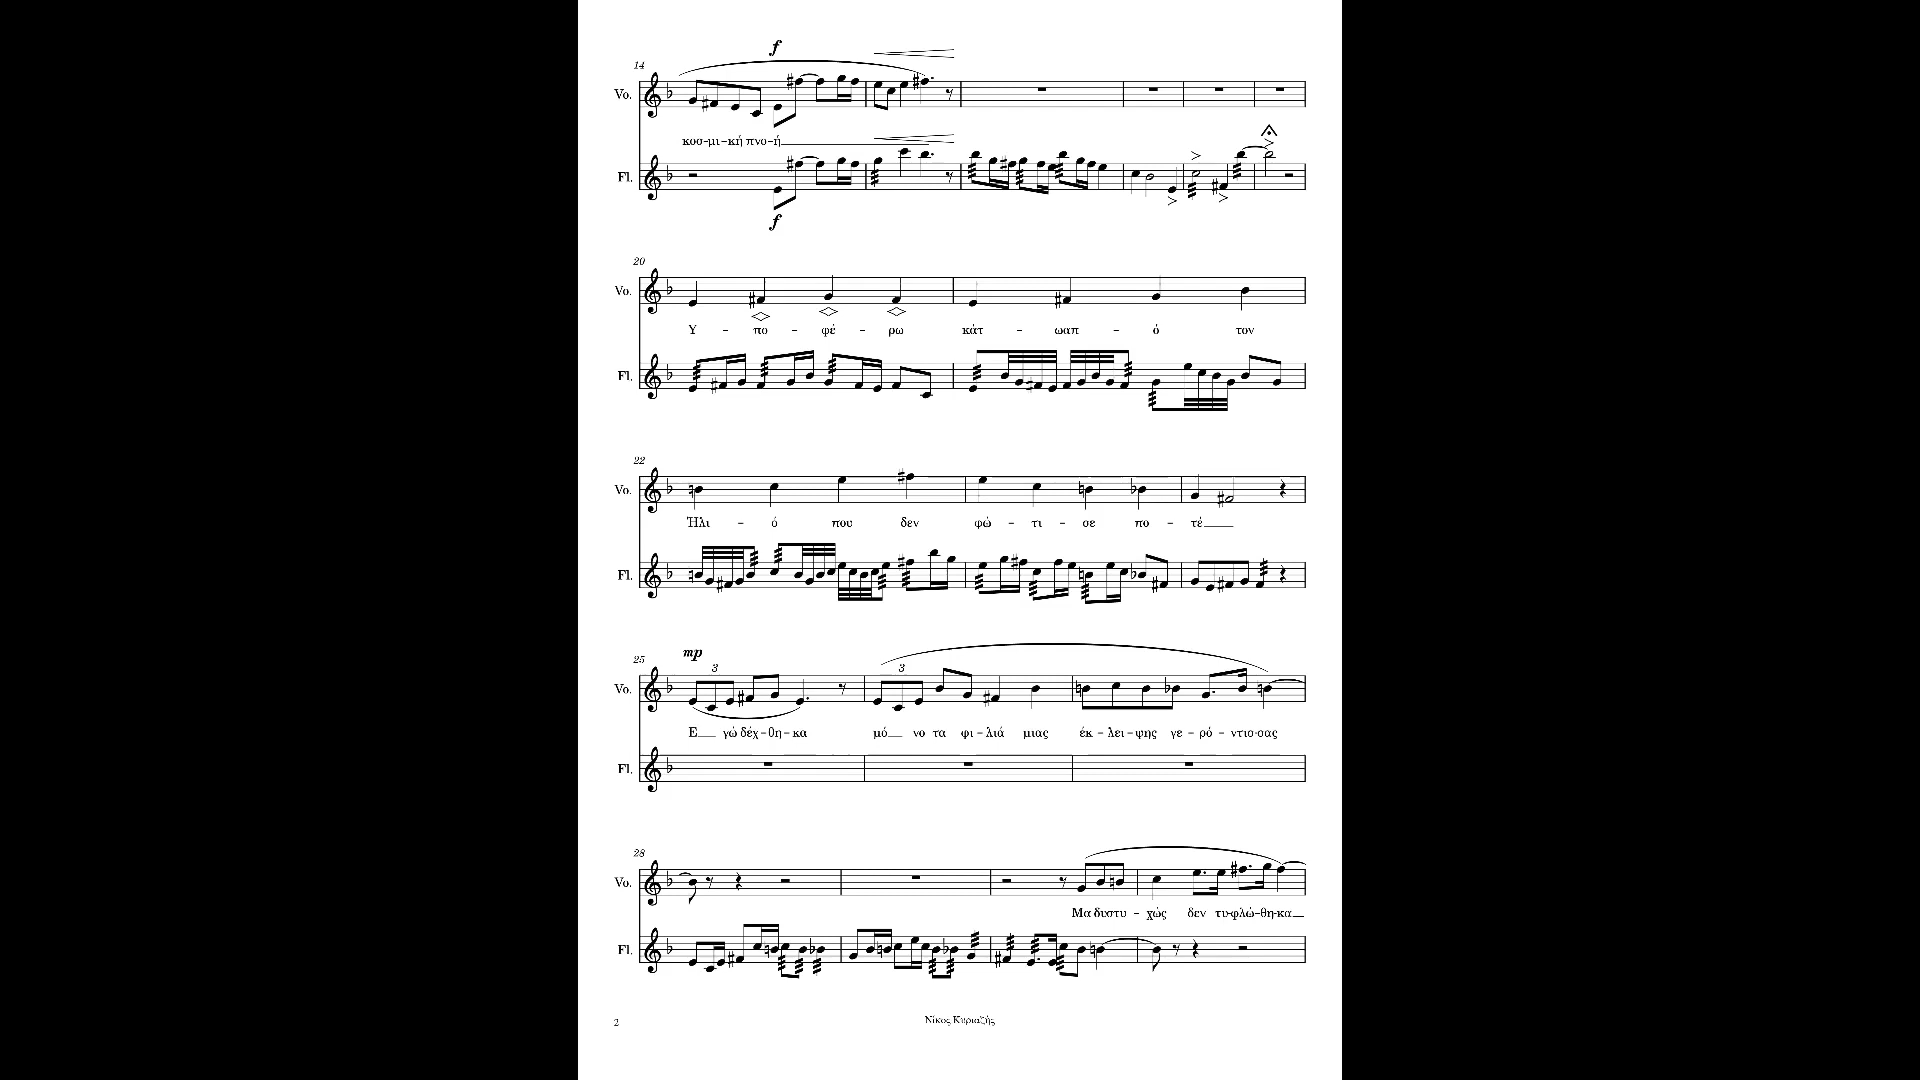 f
14
Vo.
κοσ-μι-κή πνο-ή
Fl.
f
20
Vo.
Υ - πο - φέ - ρω κάτ - ωαπ - ό τον
Fl.
22
Vo.
Ήλι - ό που δεν φώ - τι - σε πο - τέ
Fl.
mp
25
3 3
Vo.
Ε γώ δέχ-θη-κα μό νο τα φι-λιά μιας έκ-λει-ψης γε-ρό-ντισ-σας
Fl.
28
Vo.
Μα δυστυ - χώς δεν τυ-φλώ-θη-κα
Fl.
2
Νίκος Κυριαζής